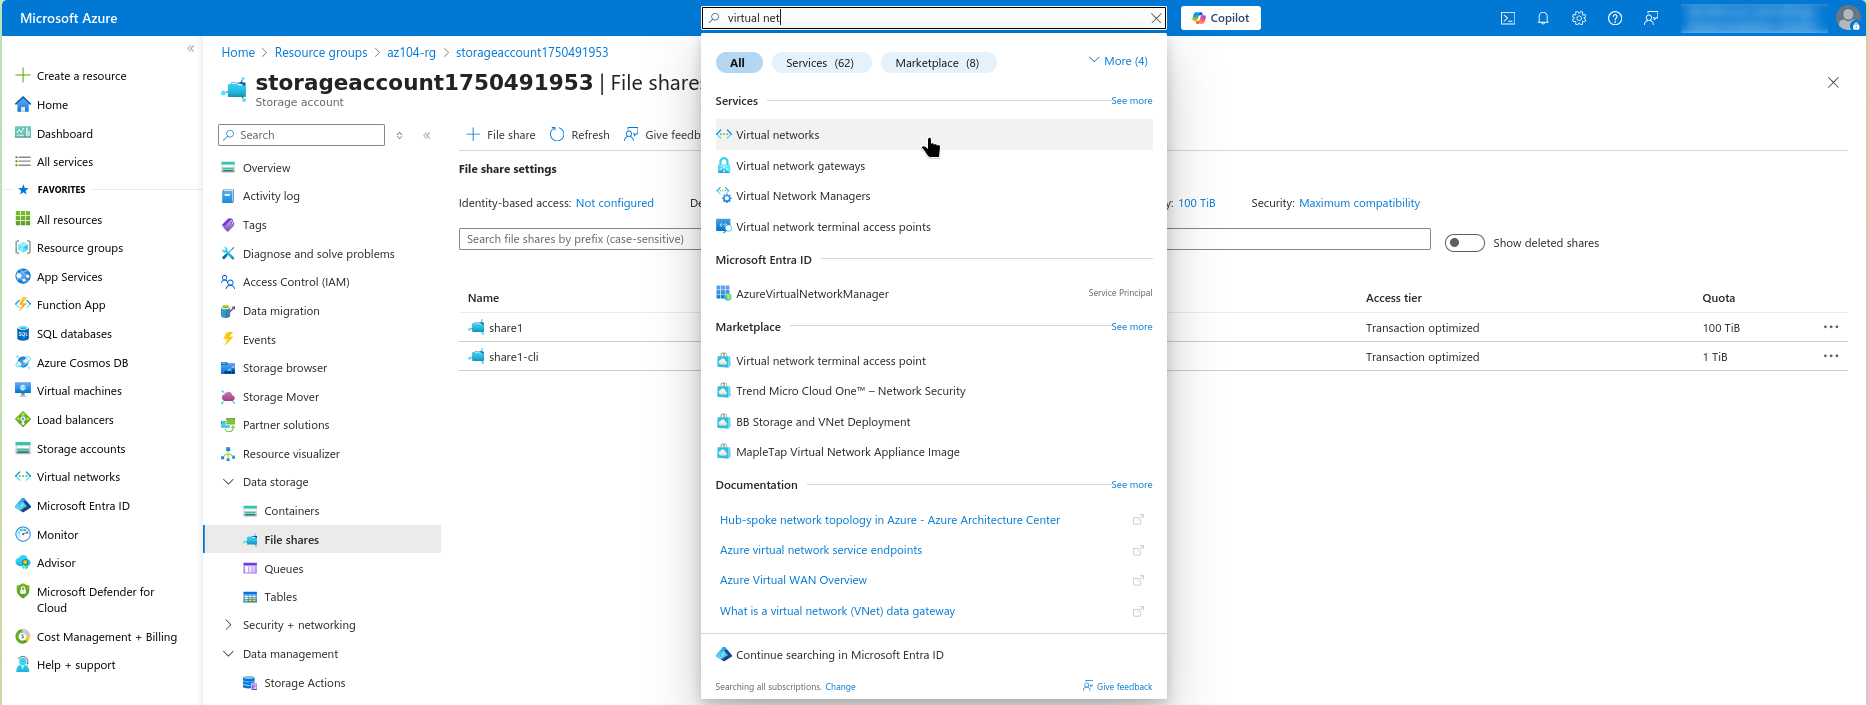 Microsoft Azure
virtual net
Copilot
Create a resource
Home
Dashboard
All services
FAVORITES
All resources
Resource groups
App Services
Function App
SQL databases
Azure Cosmos DB
Virtual machines
Load balancers
Storage accounts
Virtual networks
Microsoft Entra ID
Monitor
Advisor
Microsoft Defender for
Cloud
Cost Management + Billing
Help + support
Home > Resource groups > az104-rg > storageaccount1750491953
storageaccount1750491953 | File share
Storage account
Search
Overview
Activity log
Tags
Diagnose and solve problems
Access Control (IAM)
Data migration
Events
Storage browser
Storage Mover
Partner solutions
Resource visualizer
Data storage
Containers
File shares
Queues
Tables
Security + networking
Data management
Storage Actions
File share Refresh Give feedb
File share settings
Identity-based access: Not configured De
y: 100 TiB Security: Maximum compatibility
Search file shares by prefix (case-sensitive)
Show deleted shares
Name Access tier Quota
share1 Transaction optimized 100 TiB ···
share1-cli Transaction optimized 1 TiB ···
All Services (62) Marketplace (8) More (4)
Services See more
Virtual networks
Virtual network gateways
Virtual Network Managers
Virtual network terminal access points
Microsoft Entra ID
AzureVirtualNetworkManager Service Principal
Marketplace See more
Virtual network terminal access point
Trend Micro Cloud One™ – Network Security
BB Storage and VNet Deployment
MapleTap Virtual Network Appliance Image
Documentation See more
Hub-spoke network topology in Azure - Azure Architecture Center
Azure virtual network service endpoints
Azure Virtual WAN Overview
What is a virtual network (VNet) data gateway
Continue searching in Microsoft Entra ID
Searching all subscriptions. Change Give feedback